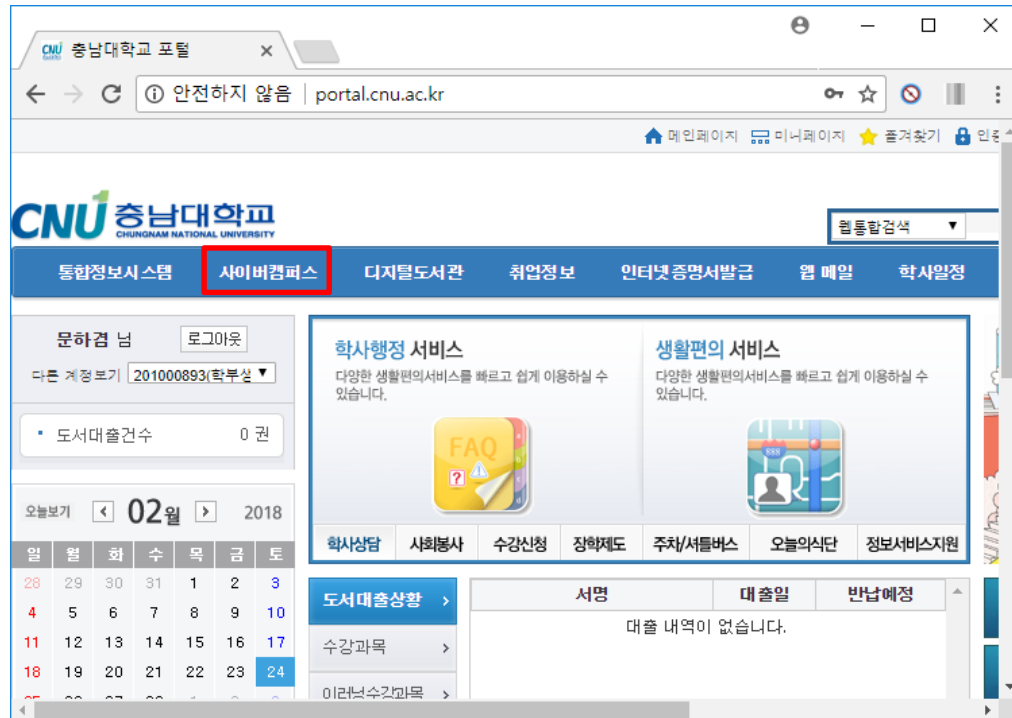 충남대학교 포털
안전하지 않음 portal.cnu.ac.kr
메인페이지 미니페이지 즐겨찾기
CNU 충남대학교
CHUNGNAM NATIONAL UNIVERSITY
웹통합검색
통합정보시스템 사이버캠퍼스 디지털도서관 취업정보 인터넷증명서발급 웹 메일 학사일정
문하겸 님 로그아웃
다른 계정보기 201000893(학부생
도서대출건수 0 권
학사행정 서비스
다양한 생활편의서비스를 빠르고 쉽게 이용하실 수
있습니다.
FAQ
생활편의 서비스
다양한 생활편의서비스를 빠르고 쉽게 이용하실 수
있습니다.
888
학사상담 사회봉사 수강신청 장학제도 주차/셔틀버스 오늘의식단 정보서비스지원
오늘보기 02월 2018
일 월 화 수 목 금 토
28 29 30 31 1 2 3
4 5 6 7 8 9 10
11 12 13 14 15 16 17
18 19 20 21 22 23 24
도서대출상황
수강과목
이러닝수강과목
서명 대출일 반납예정
대출 내역이 없습니다.